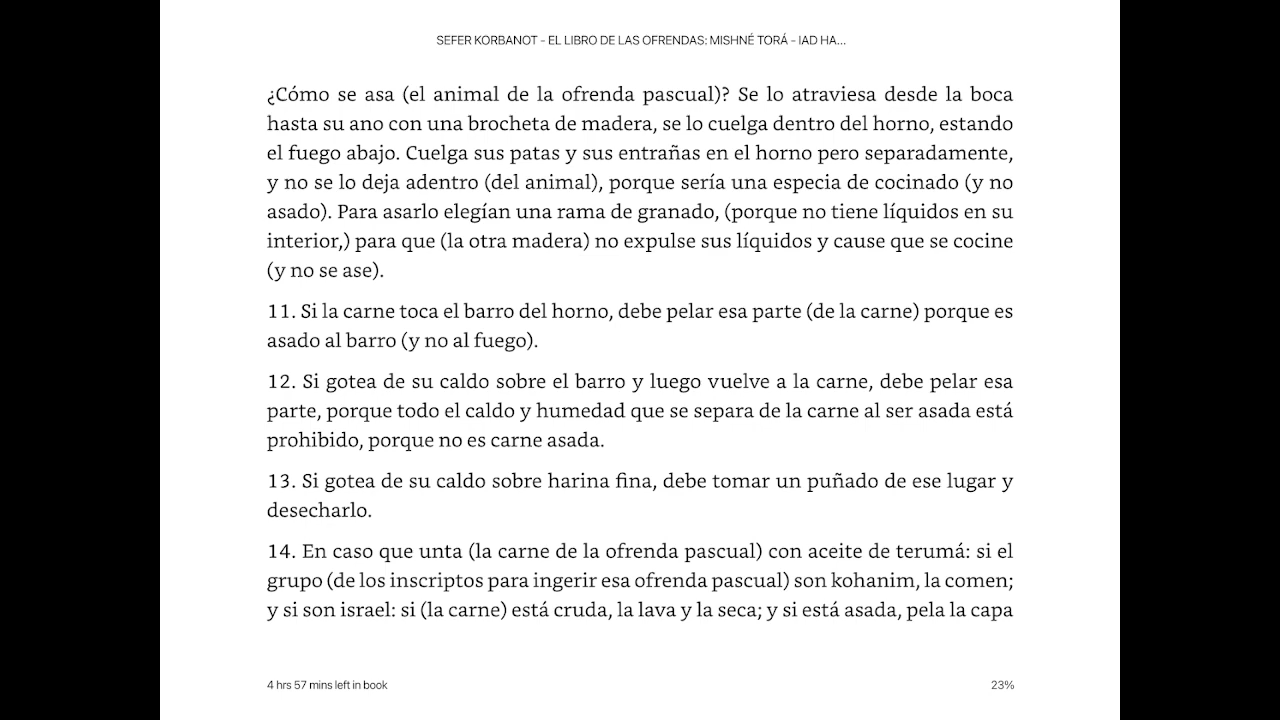 SEFER KORBANOT - EL LIBRO DE LAS OFRENDAS: MISHNÉ TORÁ - IAD HA...
¿Cómo se asa (el animal de la ofrenda pascual)? Se lo atraviesa desde la boca
hasta su ano con una brocheta de madera, se lo cuelga dentro del horno, estando
el fuego abajo. Cuelga sus patas y sus entrañas en el horno pero separadamente,
y no se lo deja adentro (del animal), porque sería una especia de cocinado (y no
asado). Para asarlo elegían una rama de granado, (porque no tiene líquidos en su
interior,) para que (la otra madera) no expulse sus líquidos y cause que se cocine
(y no se ase).
11. Si la carne toca el barro del horno, debe pelar esa parte (de la carne) porque es
asado al barro (y no al fuego).
12. Si gotea de su caldo sobre el barro y luego vuelve a la carne, debe pelar esa
parte, porque todo el caldo y humedad que se separa de la carne al ser asada está
prohibido, porque no es carne asada.
13. Si gotea de su caldo sobre harina fina, debe tomar un puñado de ese lugar y
desecharlo.
14. En caso que unta (la carne de la ofrenda pascual) con aceite de terumá: si el
grupo (de los inscriptos para ingerir esa ofrenda pascual) son kohanim, la comen;
y si son israel: si (la carne) está cruda, la lava y la seca; y si está asada, pela la capa
4 hrs 57 mins left in book
23%